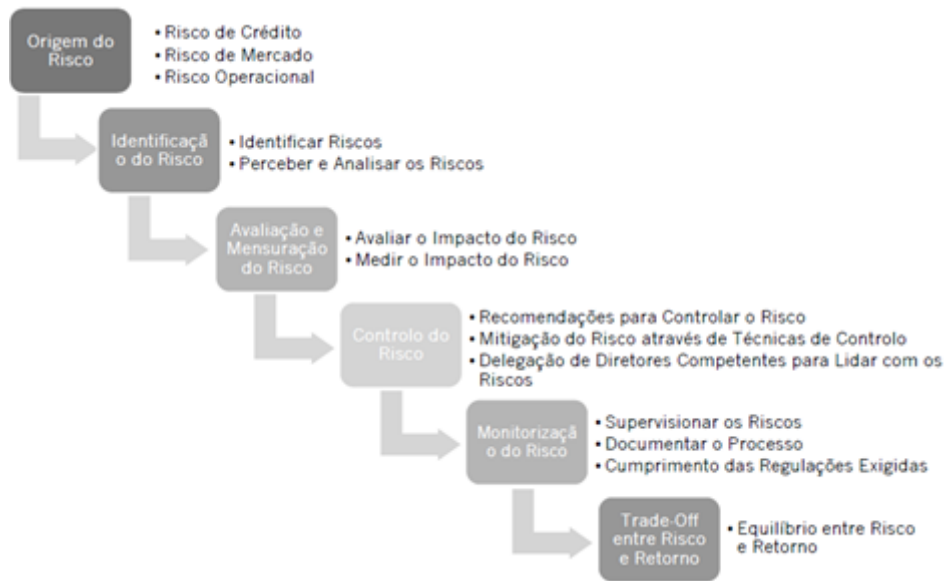 Origem do
Risco
• Risco de Crédito
• Risco de Mercado
• Risco Operacional
Identificaçã
o do Risco
• Identificar Riscos
• Perceber e Analisar os Riscos
Avaliação e
Mensuração
do Risco
• Avaliar o Impacto do Risco
• Medir o Impacto do Risco
Controlo do
Risco
• Recomendações para Controlar o Risco
• Mitigação do Risco através de Técnicas de Controlo
• Delegação de Diretores Competentes para Lidar com os
Riscos
Monitorizaçã
o do Risco
• Supervisionar os Riscos
• Documentar o Processo
• Cumprimento das Regulações Exigidas
Trade-Off
entre Risco
e Retorno
• Equilíbrio entre Risco
e Retorno